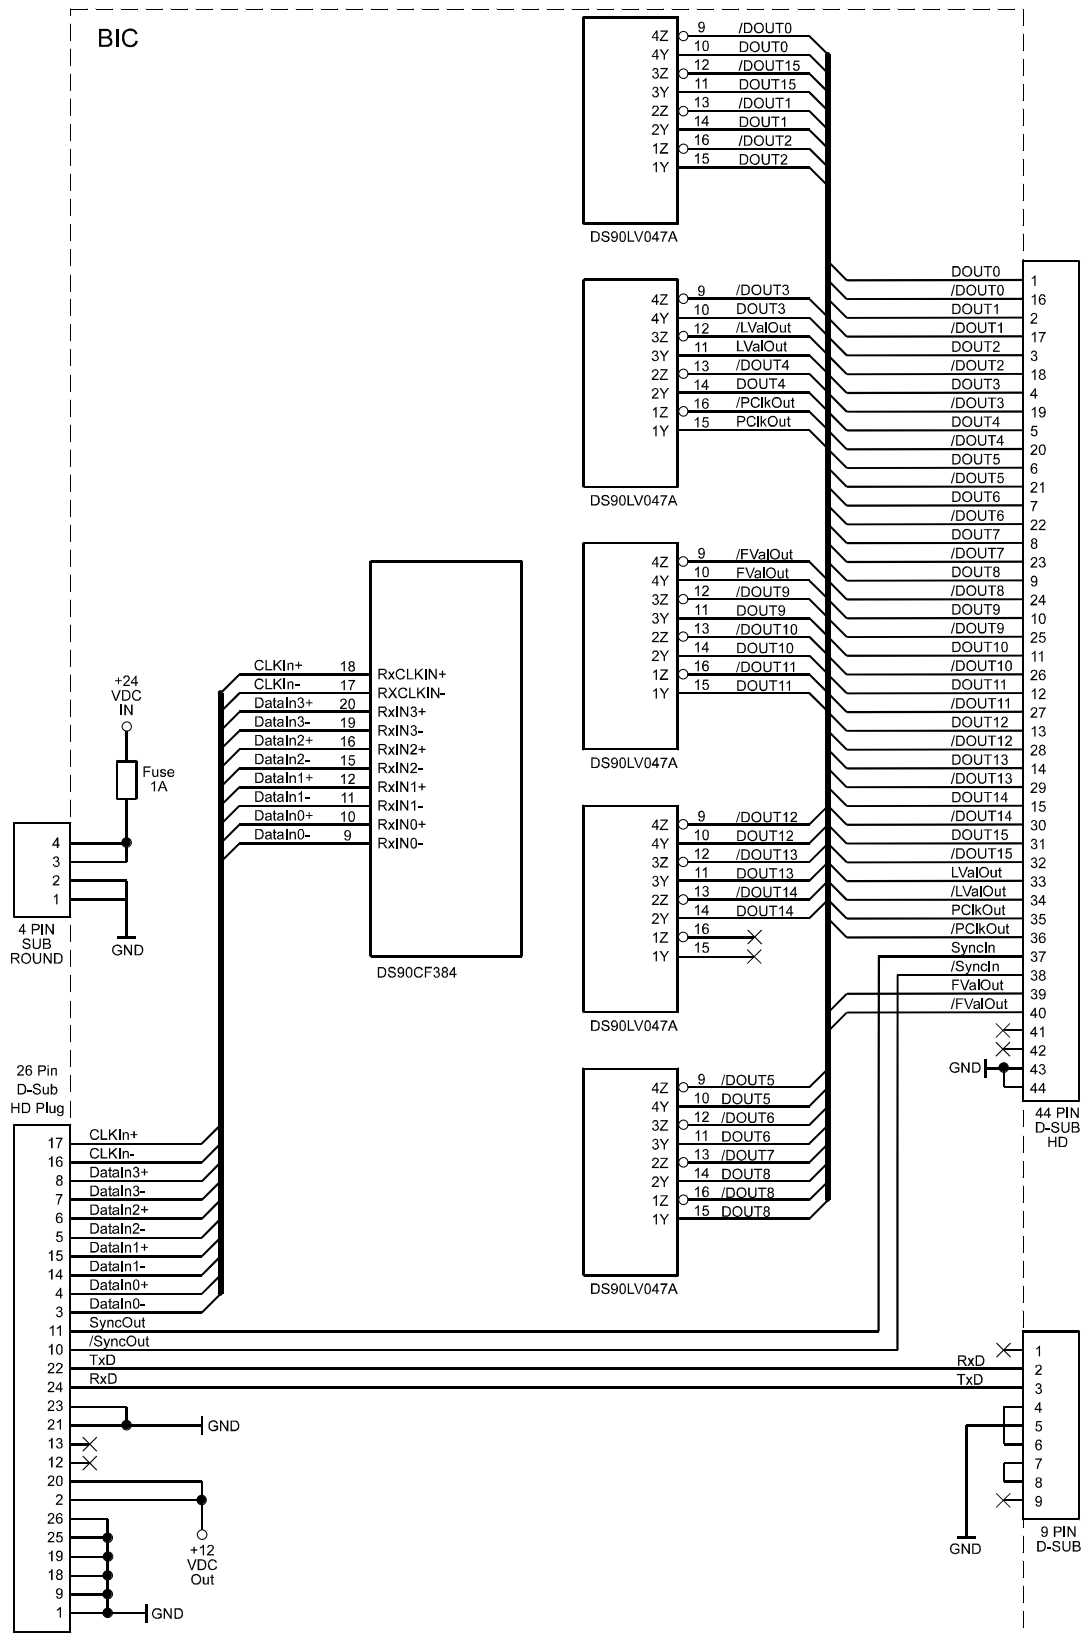 BIC
4Z 9 /DOUT0
4Y 10 DOUT0
3Z 12 /DOUT15
3Y 11 DOUT15
2Z 13 /DOUT1
2Y 14 DOUT1
1Z 16 /DOUT2
1Y 15 DOUT2
DS90LV047A
4Z 9 /DOUT3
4Y 10 DOUT3
3Z 12 /LValOut
3Y 11 LValOut
2Z 13 /DOUT4
2Y 14 DOUT4
1Z 16 /PClkOut
1Y 15 PClkOut
DS90LV047A
4Z 9 /FValOut
4Y 10 FValOut
3Z 12 /DOUT9
3Y 11 DOUT9
2Z 13 /DOUT10
2Y 14 DOUT10
1Z 16 /DOUT11
1Y 15 DOUT11
DS90LV047A
4Z 9 /DOUT12
4Y 10 DOUT12
3Z 12 /DOUT13
3Y 11 DOUT13
2Z 13 /DOUT14
2Y 14 DOUT14
1Z 16
1Y 15
DS90LV047A
4Z 9 /DOUT5
4Y 10 DOUT5
3Z 12 /DOUT6
3Y 11 DOUT6
2Z 13 /DOUT7
2Y 14 DOUT8
1Z 16 /DOUT8
1Y 15 DOUT8
DS90LV047A
CLKIn+ 18 RxCLKIN+
CLKIn- 17 RXCLKIN-
DataIn3+ 20 RxIN3+
DataIn3- 19 RxIN3-
DataIn2+ 16 RxIN2+
DataIn2- 15 RxIN2-
DataIn1+ 12 RxIN1+
DataIn1- 11 RxIN1-
DataIn0+ 10 RxIN0+
DataIn0- 9 RxIN0-
DS90CF384
+24
VDC
IN
Fuse
1A
4
3
2
1
4 PIN
SUB
ROUND
GND
26 Pin
D-Sub
HD Plug
17 CLKIn+
16 CLKIn-
8 DataIn3+
7 DataIn3-
6 DataIn2+
5 DataIn2-
15 DataIn1+
14 DataIn1-
4 DataIn0+
3 DataIn0-
11 SyncOut
10 /SyncOut
22 TxD
24 RxD
23
21 GND
13
12
20
2
26
25
19
18
9
1 GND
+12
VDC
Out
DOUT0 1
/DOUT0 16
DOUT1 2
/DOUT1 17
DOUT2 3
/DOUT2 18
DOUT3 4
/DOUT3 19
DOUT4 5
/DOUT4 20
DOUT5 6
/DOUT5 21
DOUT6 7
/DOUT6 22
DOUT7 8
/DOUT7 23
DOUT8 9
/DOUT8 24
DOUT9 10
/DOUT9 25
DOUT10 11
/DOUT10 26
DOUT11 12
/DOUT11 27
DOUT12 13
/DOUT12 28
DOUT13 14
/DOUT13 29
DOUT14 15
/DOUT14 30
DOUT15 31
/DOUT15 32
LValOut 33
/LValOut 34
PClkOut 35
/PClkOut 36
SyncIn 37
/SyncIn 38
FValOut 39
/FValOut 40
41
42
GND 43
44
44 PIN
D-SUB
HD
1
RxD 2
TxD 3
4
5
6
7
8
9
GND
9 PIN
D-SUB